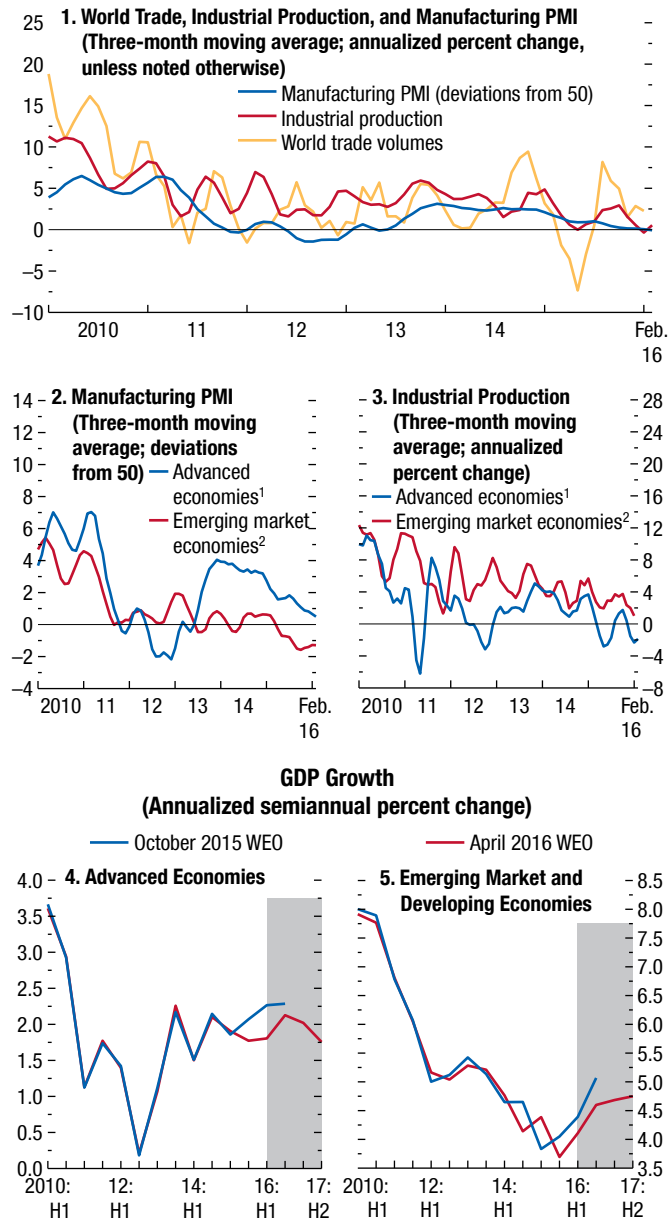 1. World Trade, Industrial Production, and Manufacturing PMI
(Three-month moving average; annualized percent change,
unless noted otherwise)
Manufacturing PMI (deviations from 50)
Industrial production
World trade volumes
25
20
15
10
5
0
–5
–10
2010 11 12 13 14 Feb.
16
2. Manufacturing PMI
(Three-month moving
average; deviations
from 50)
Advanced
economies1
Emerging market
economies2
14
12
10
8
6
4
2
0
–2
–4
2010 11 12 13 14 Feb.
16
3. Industrial Production
(Three-month moving
average; annualized
percent change)
Advanced economies1
Emerging market economies2
28
24
20
16
12
8
4
0
–4
–8
2010 11 12 13 14 Feb.
16
GDP Growth
(Annualized semiannual percent change)
October 2015 WEO April 2016 WEO
4. Advanced Economies
4.0
3.5
3.0
2.5
2.0
1.5
1.0
0.5
0.0
2010: 12: 14: 16: 17:
H1 H1 H1 H1 H2
5. Emerging Market and
Developing Economies
8.5
8.0
7.5
7.0
6.5
6.0
5.5
5.0
4.5
4.0
3.5
2010: 12: 14: 16: 17:
H1 H1 H1 H1 H2